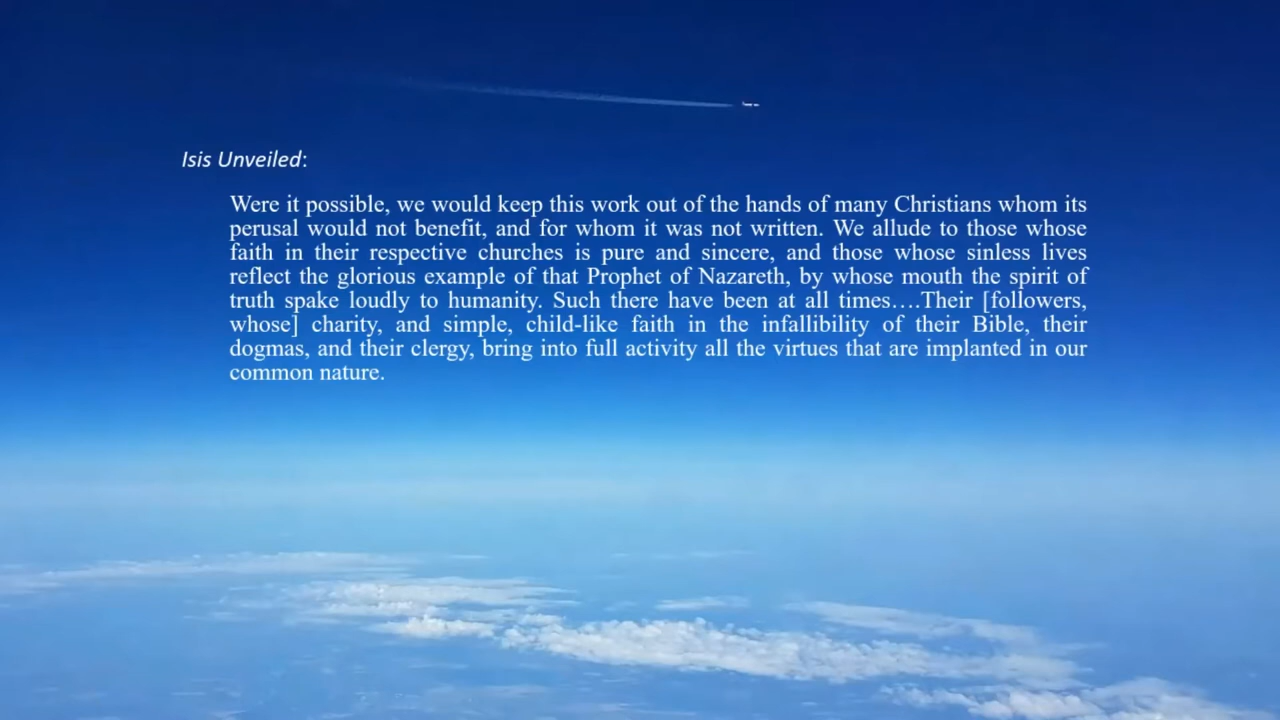 Isis Unveiled:
Were it possible, we would keep this work out of the hands of many Christians whom its
perusal would not benefit, and for whom it was not written. We allude to those whose
faith in their respective churches is pure and sincere, and those whose sinless lives
reflect the glorious example of that Prophet of Nazareth, by whose mouth the spirit of
truth spake loudly to humanity. Such there have been at all times….Their [followers,
whose] charity, and simple, child-like faith in the infallibility of their Bible, their
dogmas, and their clergy, bring into full activity all the virtues that are implanted in our
common nature.